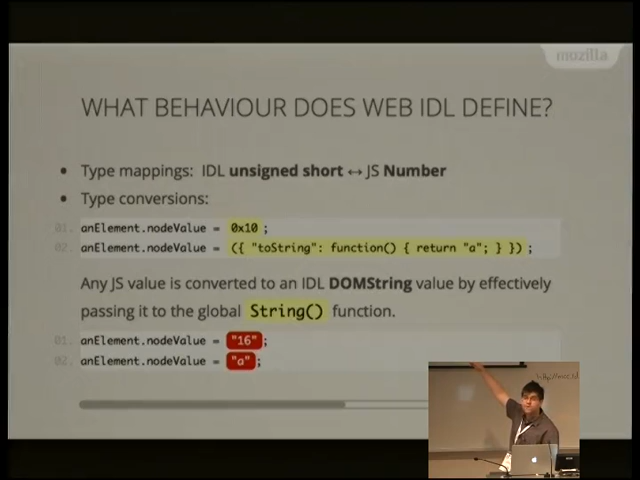 mozilla
WHAT BEHAVIOUR DOES WEB IDL DEFINE?
• Type mappings: IDL unsigned short ↔ JS Number
• Type conversions:
01. anElement.nodeValue = 0x10 ;
02. anElement.nodeValue = ({ "toString": function() { return "a"; } }) ;
Any JS value is converted to an IDL DOMString value by effectively
passing it to the global String() function.
01. anElement.nodeValue = "16" ;
02. anElement.nodeValue = "a" ;